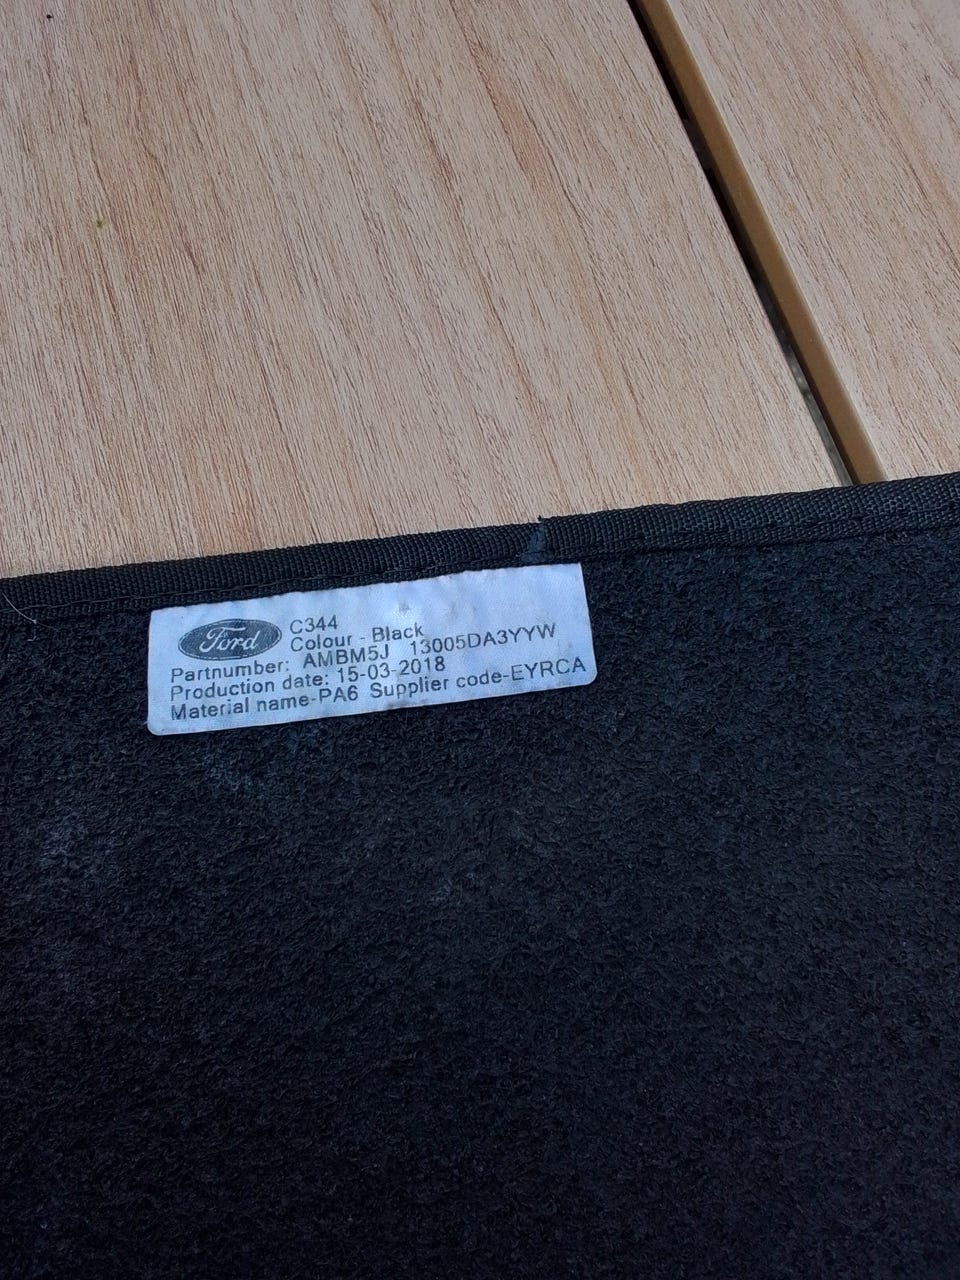 Ford
C344
Colour - Black
Partnumber: AMBM5J 13005DA3YYW
Production date: 15-03-2018
Material name-PA6 Supplier code-EYRCA